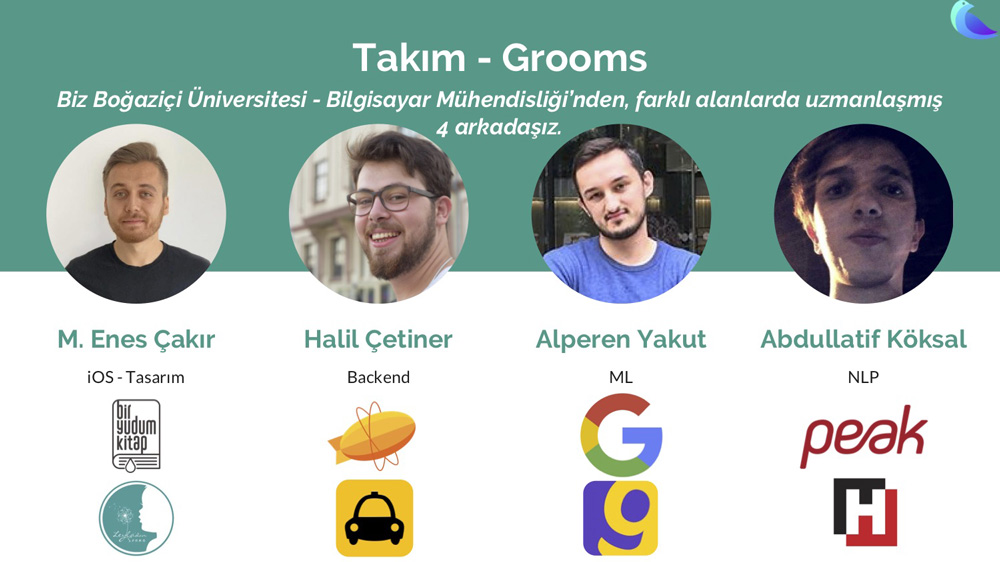 Takım - Grooms
Biz Boğaziçi Üniversitesi - Bilgisayar Mühendisliği’nden, farklı alanlarda uzmanlaşmış
4 arkadaşız.
M. Enes Çakır
Halil Çetiner
Alperen Yakut
Abdullatif Köksal
iOS - Tasarım
Backend
ML
NLP
bir
yudum
kitap
G
peak
g
H